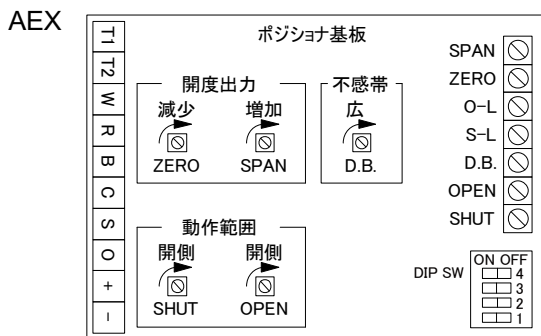 AEX
ポジショナ基板
T1
T2
W
R
B
C
S
O
+
-
開度出力
減少 増加
ZERO SPAN
不感帯
広
D.B.
動作範囲
開側 開側
SHUT OPEN
SPAN
ZERO
O-L
S-L
D.B.
OPEN
SHUT
DIP SW
ON OFF
4
3
2
1